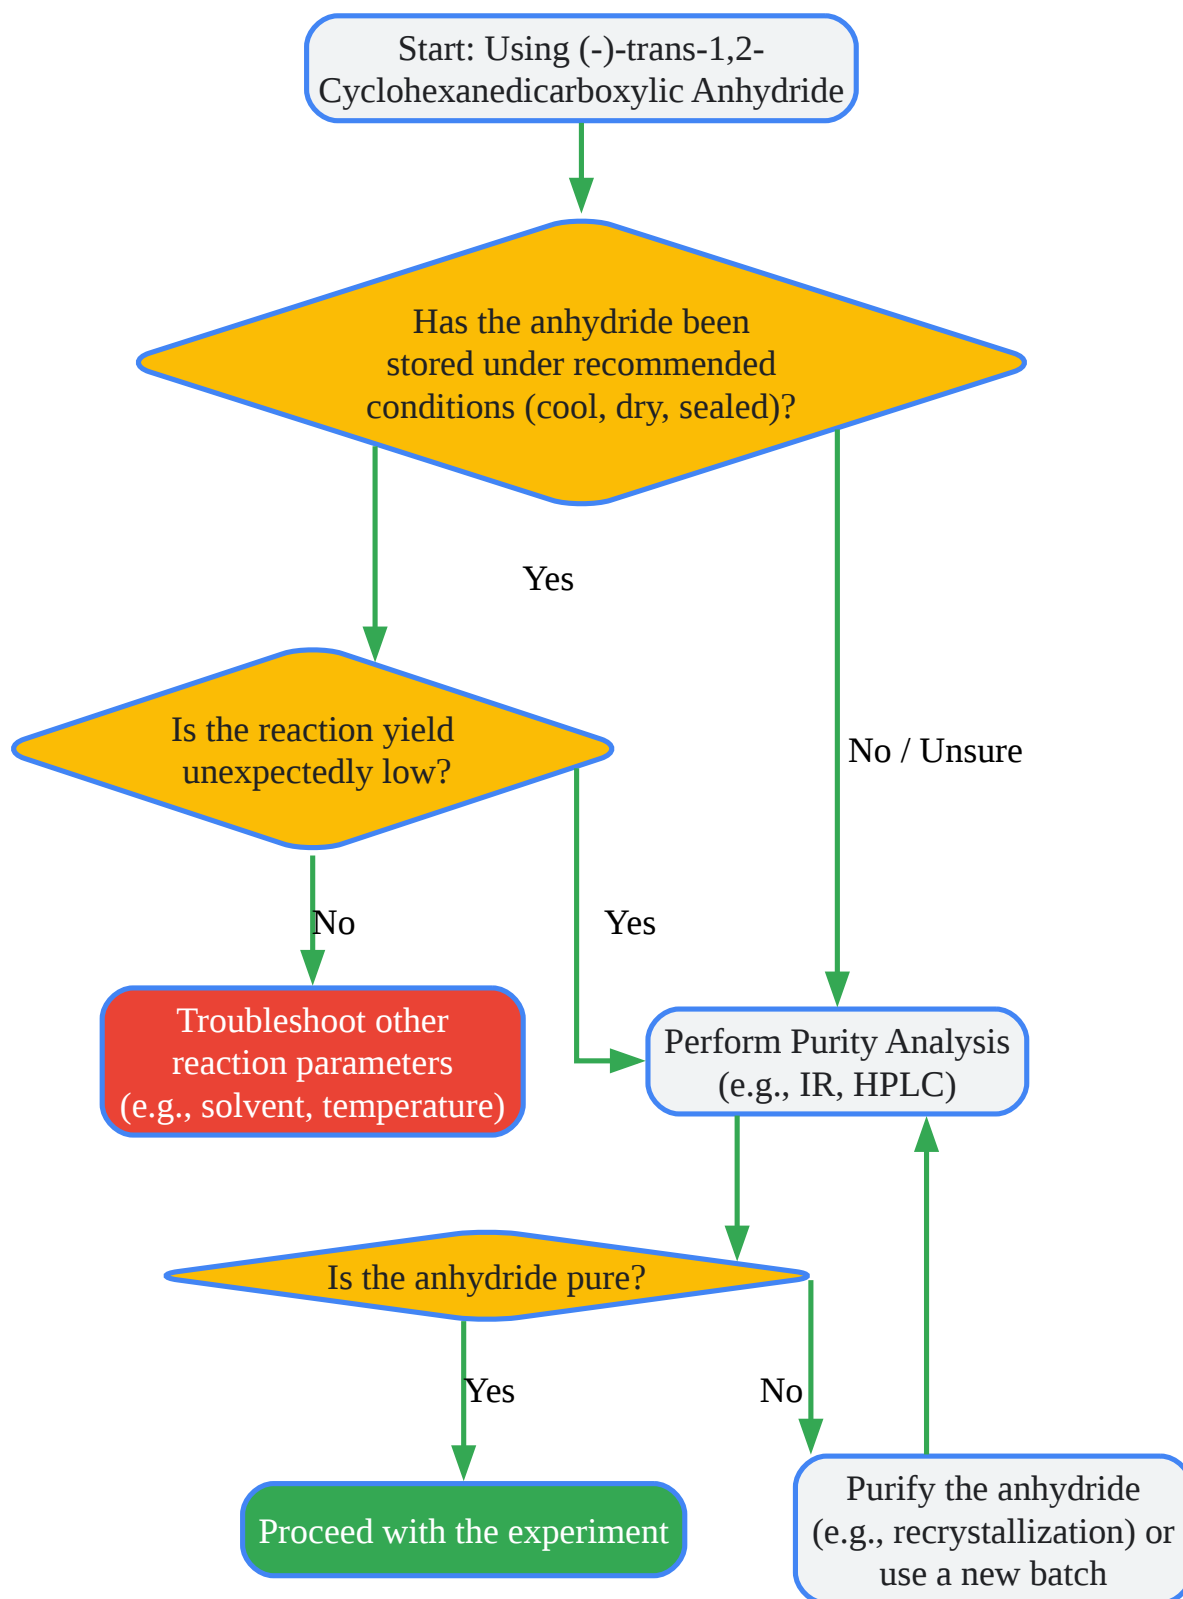 Start: Using (-)-trans-1,2-
Cyclohexanedicarboxylic Anhydride
Has the anhydride been
stored under recommended
conditions (cool, dry, sealed)?
Yes
Is the reaction yield
unexpectedly low?
No / Unsure
No
Yes
Troubleshoot other
reaction parameters
(e.g., solvent, temperature)
Perform Purity Analysis
(e.g., IR, HPLC)
Is the anhydride pure?
Yes
No
Proceed with the experiment
Purify the anhydride
(e.g., recrystallization) or
use a new batch